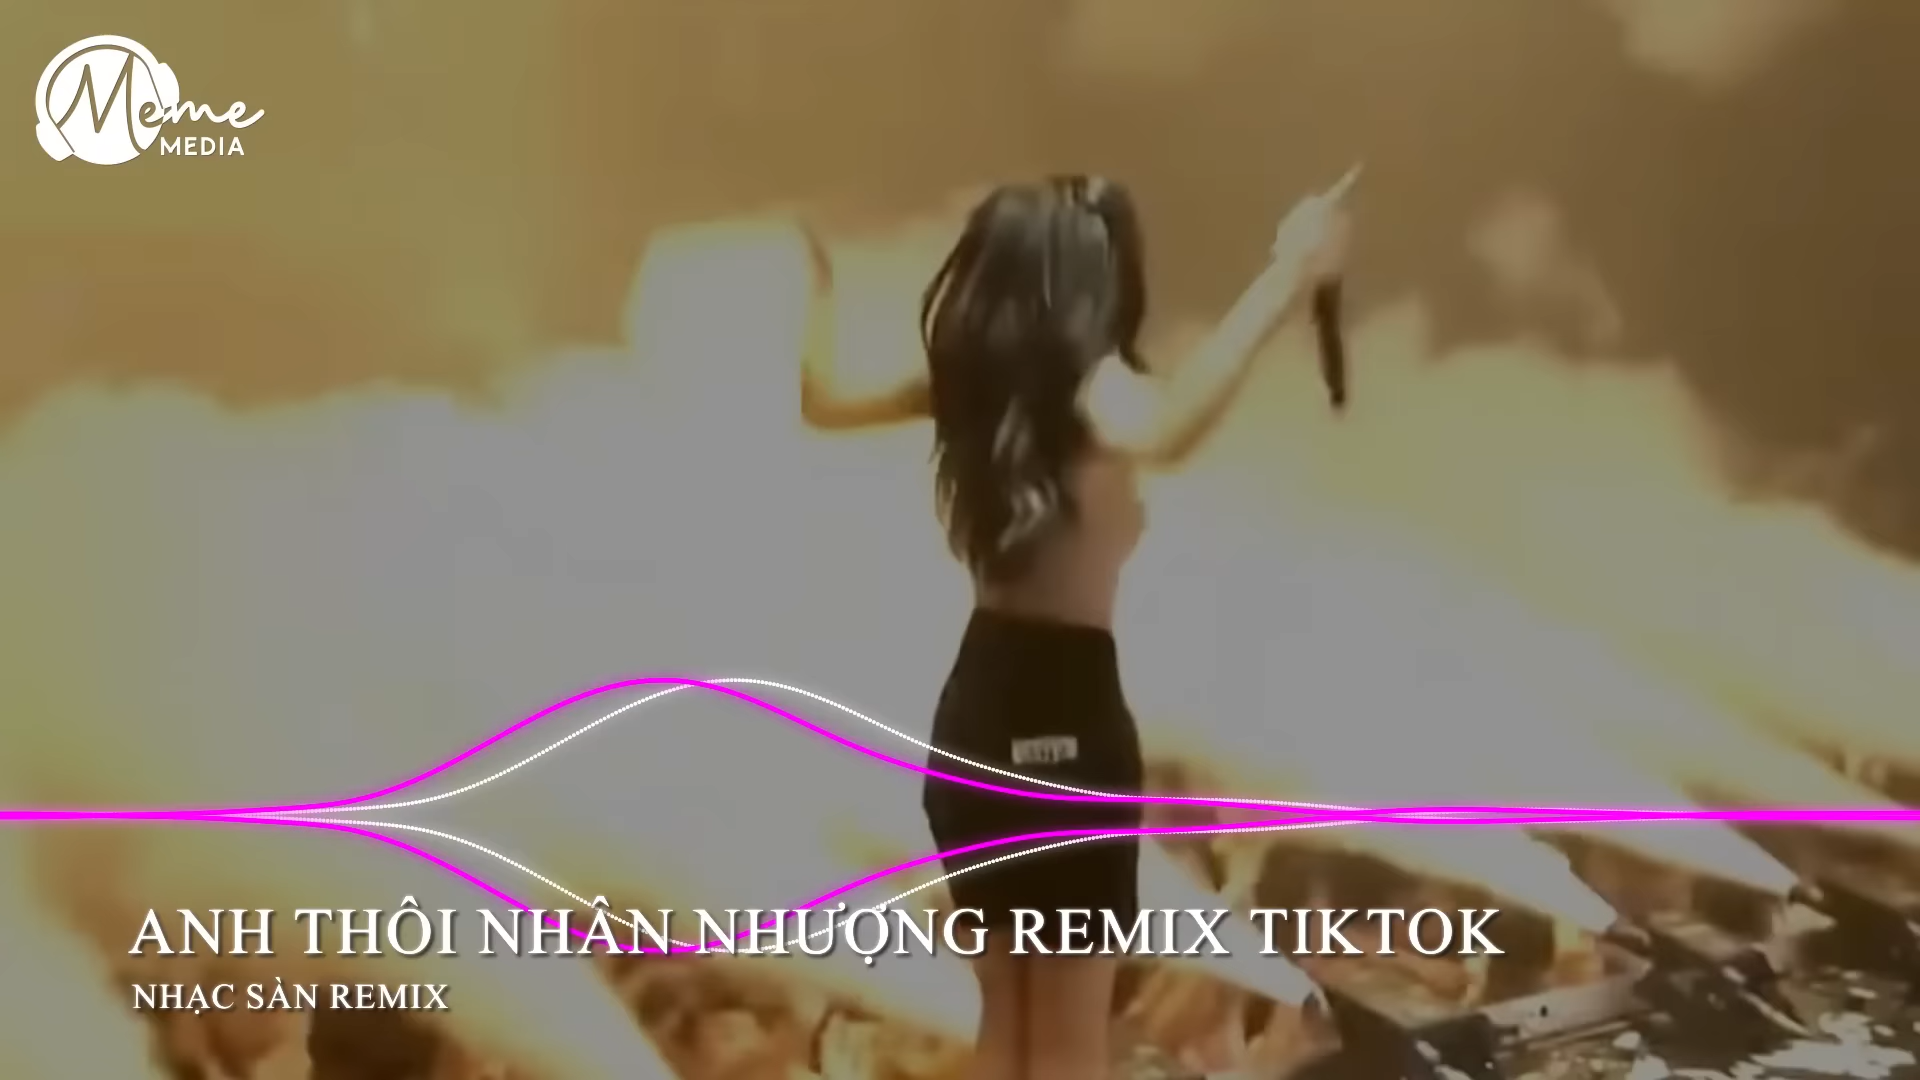 Meme
MEDIA
ANH THÔI NHÂN NHƯỢNG REMIX TIKTOK
NHẠC SÀN REMIX